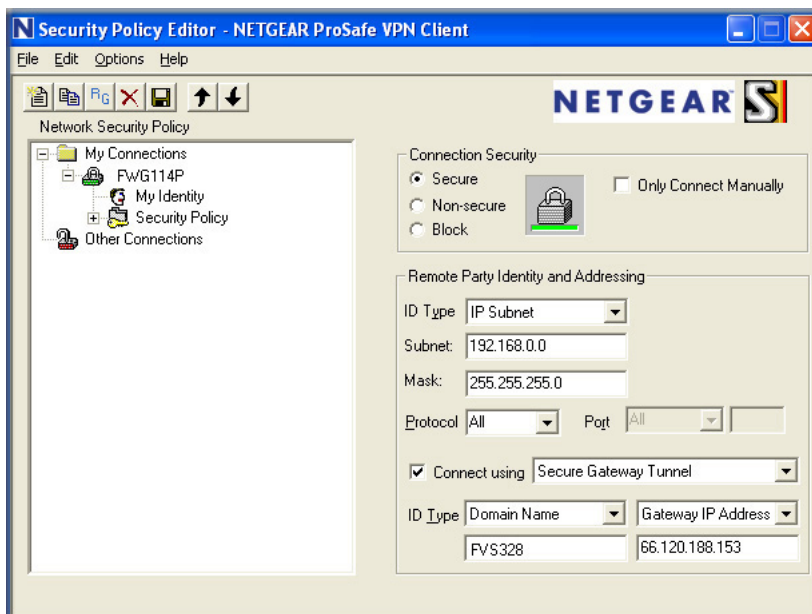 Security Policy Editor - NETGEAR ProSafe VPN Client
File Edit Options Help
RG
NETGEAR S
Network Security Policy
My Connections
FWG114P
My Identity
Security Policy
Other Connections
Connection Security
Secure
Non-secure
Block
Only Connect Manually
Remote Party Identity and Addressing
ID Type IP Subnet
Subnet: 192.168.0.0
Mask: 255.255.255.0
Protocol All Port All
Connect using Secure Gateway Tunnel
ID Type Domain Name Gateway IP Address
FVS328 66.120.188.153